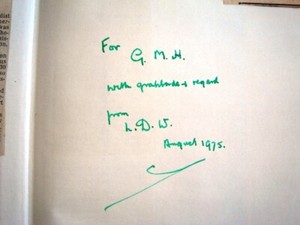 For
G. M. H.
with gratitude & regard
from
L. D. W.
August 1975.